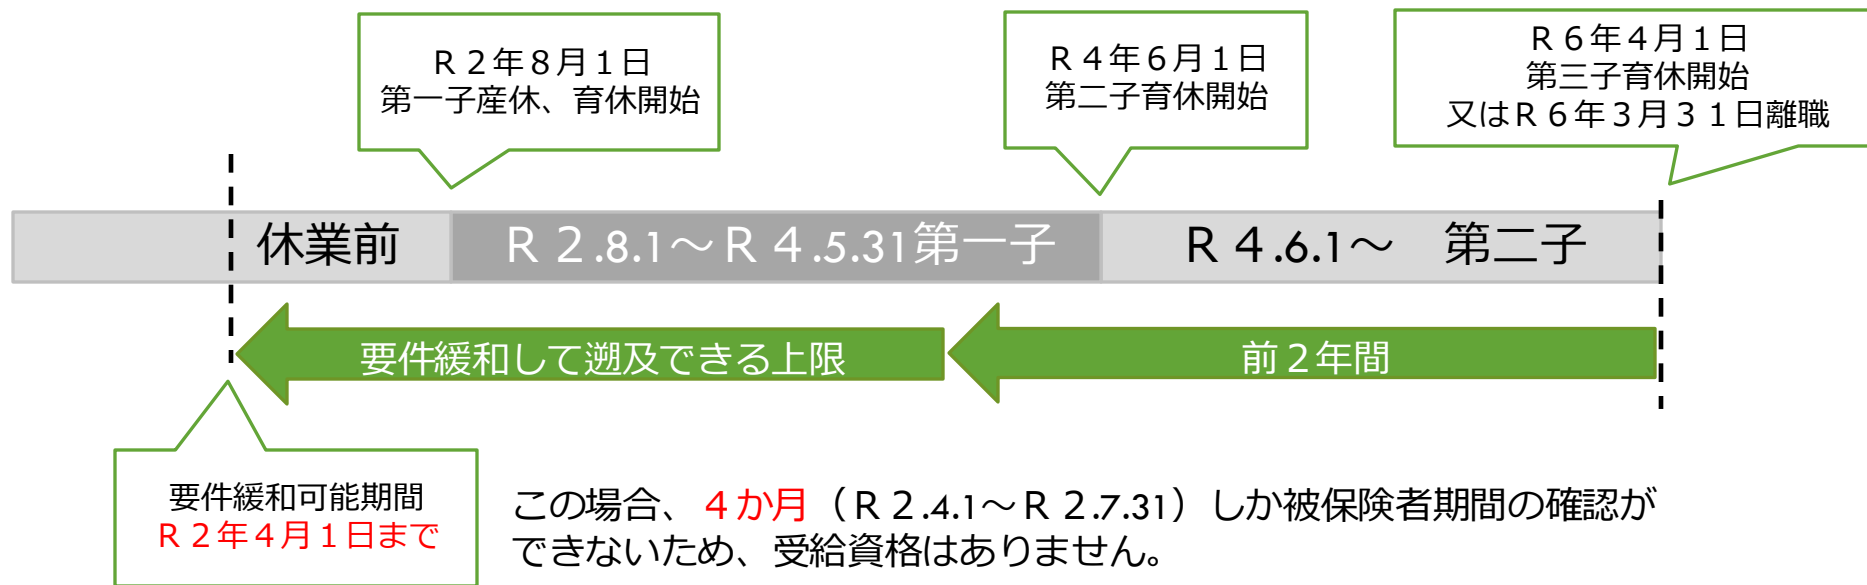 Ｒ２年８月１日
第一子産休、育休開始
Ｒ４年６月１日
第二子育休開始
Ｒ６年４月１日
第三子育休開始
又はＲ６年３月３１日離職
休業前
Ｒ２.8.1～Ｒ４.5.31第一子
Ｒ４.6.1～　第二子
要件緩和して遡及できる上限
前２年間
要件緩和可能期間
Ｒ２年４月１日まで
この場合、４か月（Ｒ２.4.1～Ｒ２.7.31）しか被保険者期間の確認が
できないため、受給資格はありません。